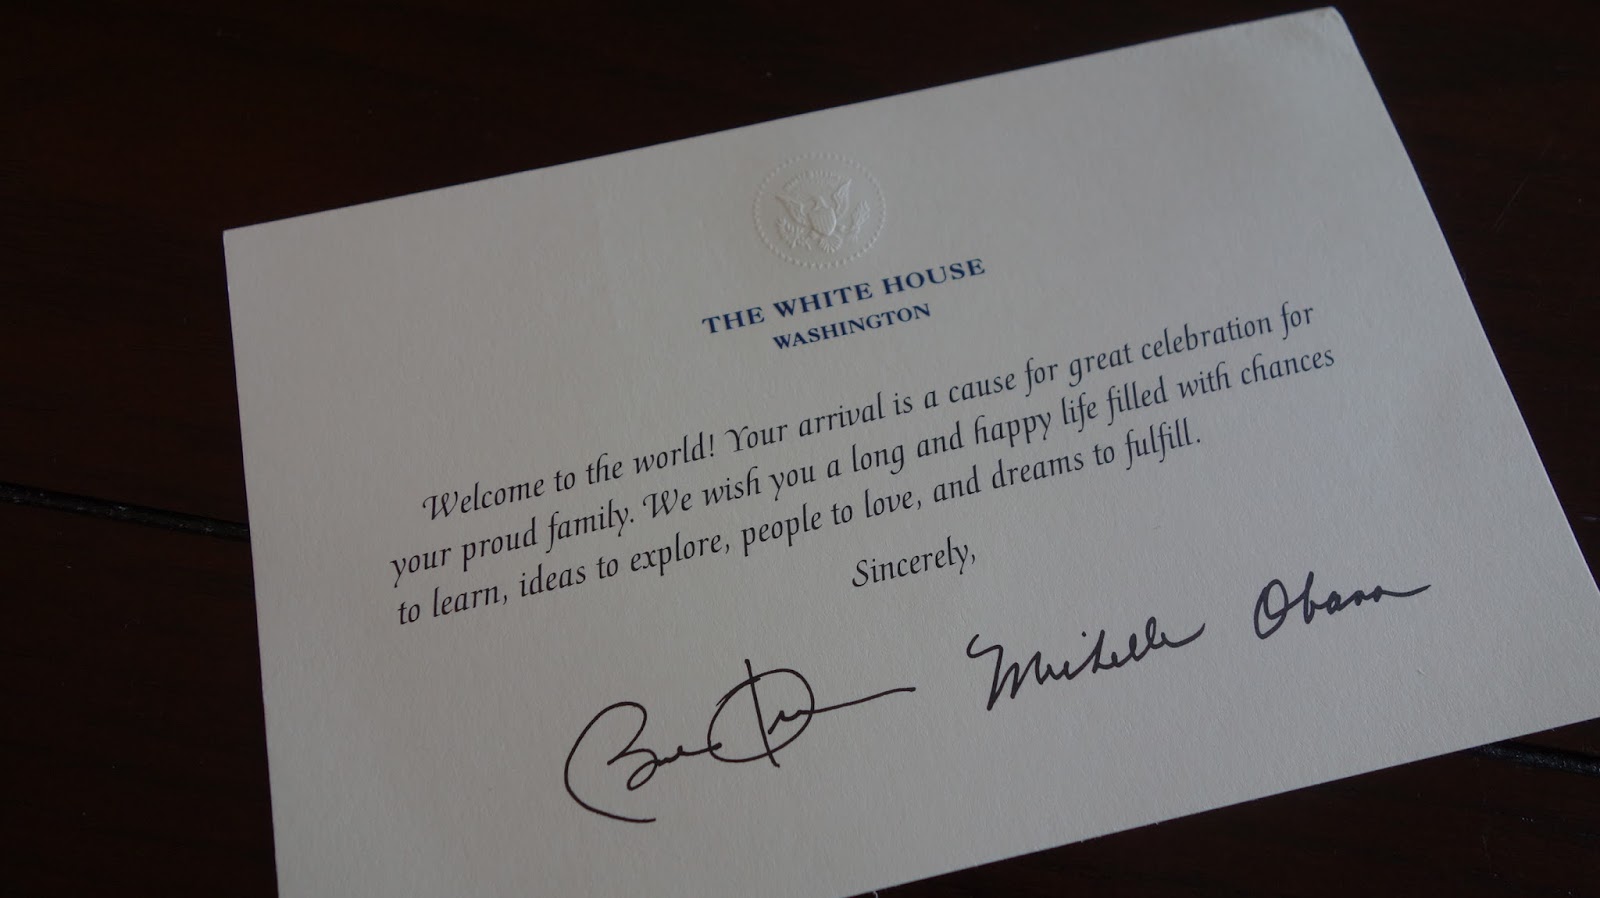 THE WHITE HOUSE
WASHINGTON
Welcome to the world! Your arrival is a cause for great celebration for
your proud family. We wish you a long and happy life filled with chances
to learn, ideas to explore, people to love, and dreams to fulfill.
Sincerely,
Michelle Obama